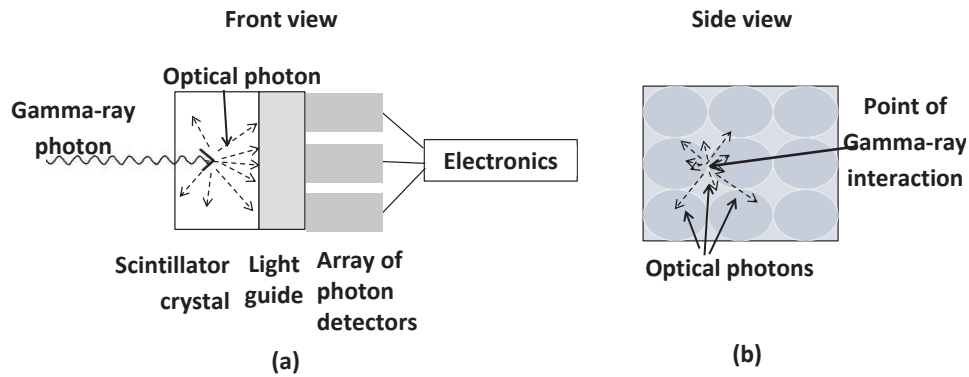 Front view
Side view
Optical photon
Gamma-ray
photon
Electronics
Point of
Gamma-ray
interaction
Scintillator
crystal
Light
guide
Array of
photon
detectors
Optical photons
(a)
(b)